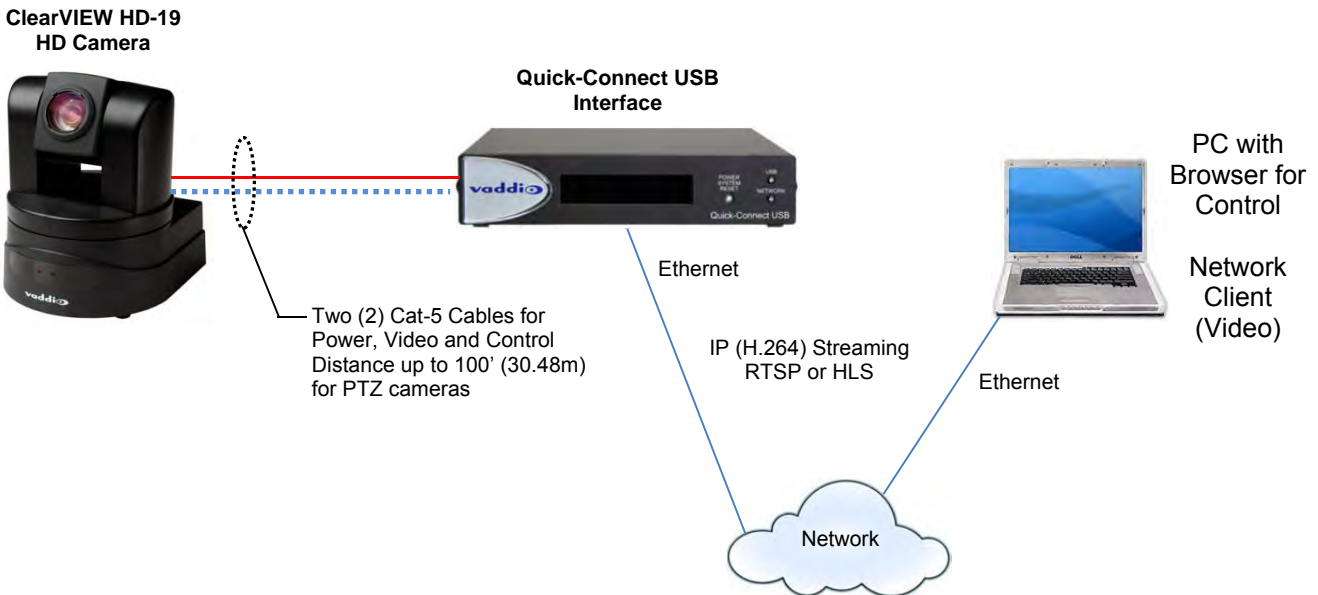 ClearVIEW HD-19
HD Camera
Quick-Connect USB
Interface
vaddio
vaddio
POWER
SYSTEM
RESET
USB
NETWORK
Quick-Connect USB
DELL
PC with
Browser for
Control
Network
Client
(Video)
Ethernet
Two (2) Cat-5 Cables for
Power, Video and Control
Distance up to 100’ (30.48m)
for PTZ cameras
IP (H.264) Streaming
RTSP or HLS
Ethernet
Network